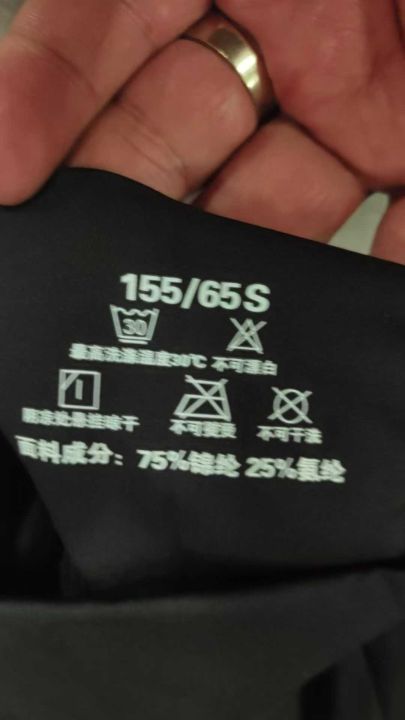 155/65S
30
最高洗涤温度30℃ 不可漂白
阴凉处悬挂晾干 不可熨烫 不可干洗
面料成分：75%锦纶 25%氨纶